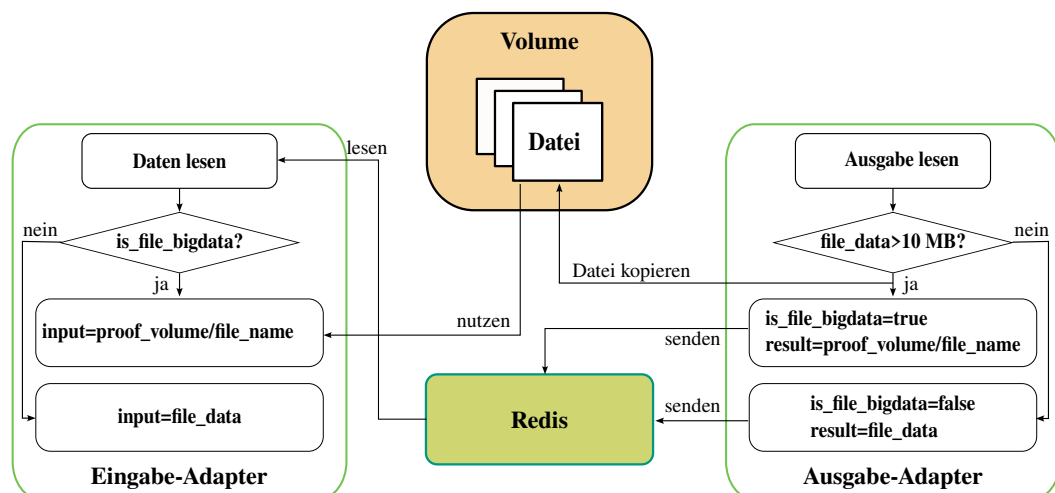 Volume
Datei
Daten lesen
lesen
is_file_bigdata?
nein
ja
input=proof_volume/file_name
nutzen
input=file_data
Eingabe-Adapter
Redis
Ausgabe lesen
file_data>10 MB?
nein
Datei kopieren
ja
is_file_bigdata=true
result=proof_volume/file_name
senden
is_file_bigdata=false
result=file_data
senden
Ausgabe-Adapter